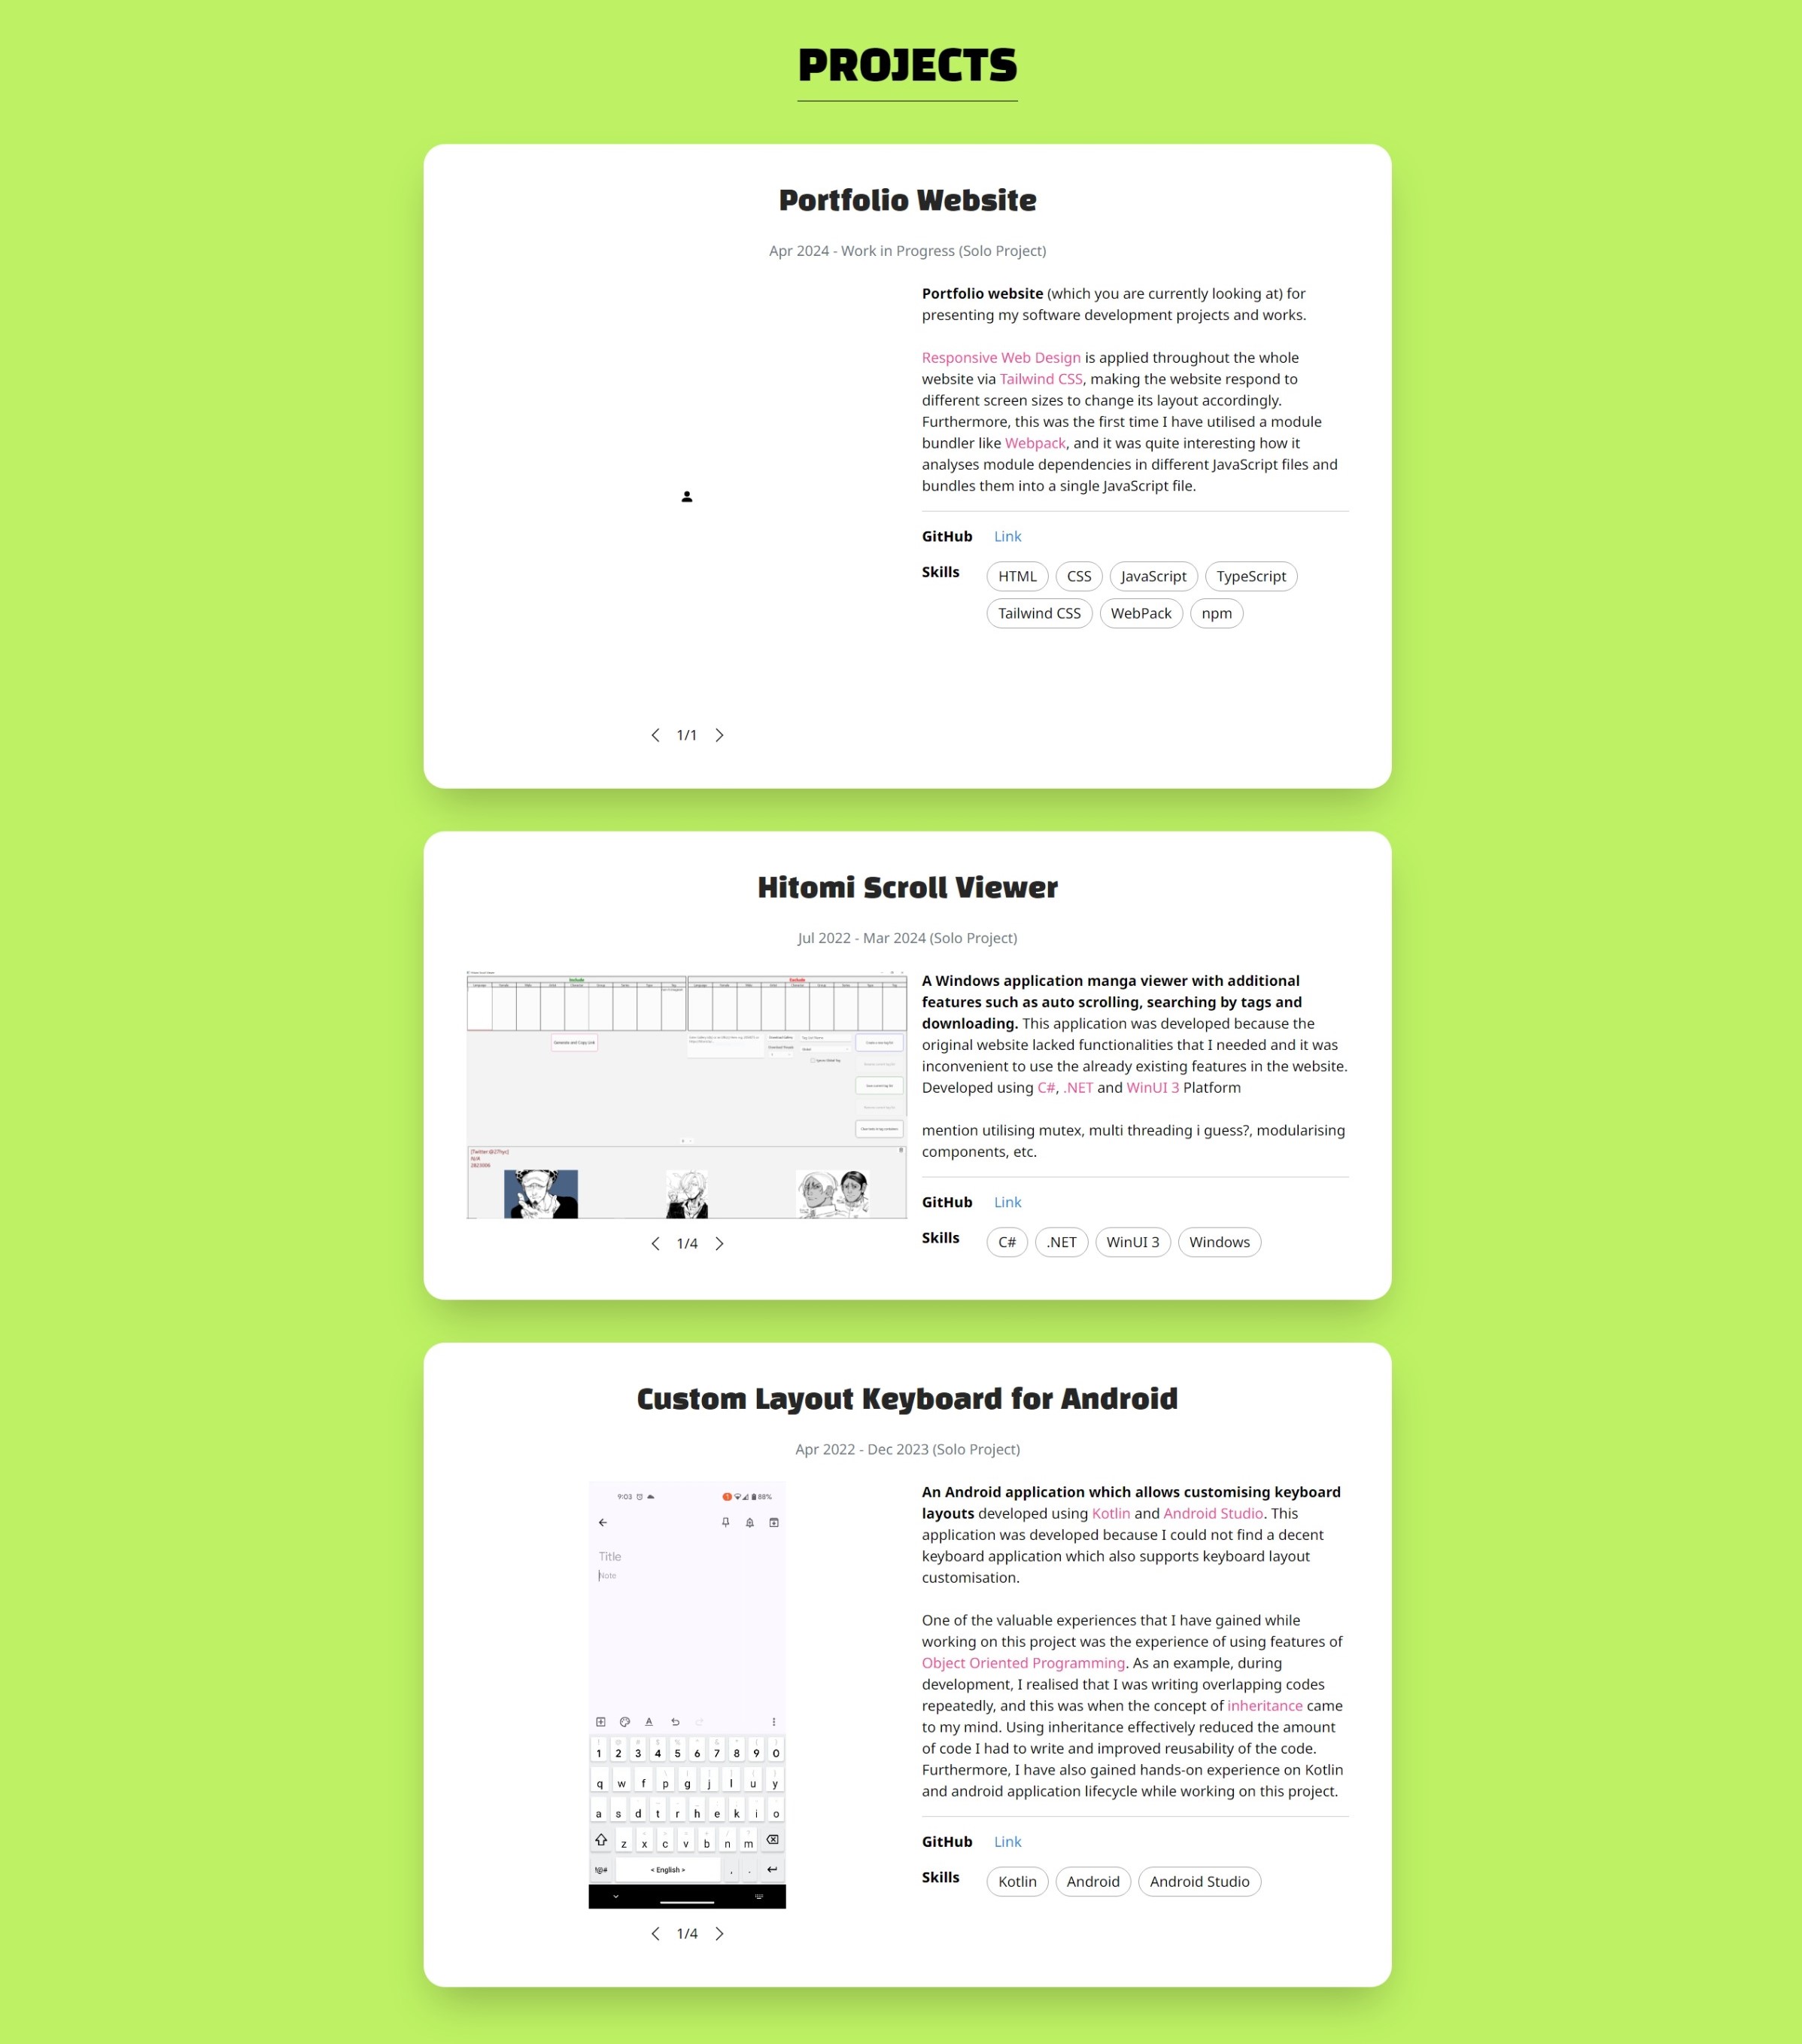 PROJECTS
Portfolio Website
Apr 2024 - Work in Progress (Solo Project)
Portfolio website (which you are currently looking at) for
presenting my software development projects and works.
Responsive Web Design is applied throughout the whole
website via Tailwind CSS, making the website respond to
different screen sizes to change its layout accordingly.
Furthermore, this was the first time I have utilised a module
bundler like Webpack, and it was quite interesting how it
analyses module dependencies in different JavaScript files and
bundles them into a single JavaScript file.
GitHub Link
Skills HTML CSS JavaScript TypeScript
Tailwind CSS WebPack npm
1/1
Hitomi Scroll Viewer
Jul 2022 - Mar 2024 (Solo Project)
Include Exclude
Generate and Copy Link
A Windows application manga viewer with additional
features such as auto scrolling, searching by tags and
downloading. This application was developed because the
original website lacked functionalities that I needed and it was
inconvenient to use the already existing features in the website.
Developed using C#, .NET and WinUI 3 Platform
mention utilising mutex, multi threading i guess?, modularising
components, etc.
GitHub Link
Skills C# .NET WinUI 3 Windows
1/4
Custom Layout Keyboard for Android
Apr 2022 - Dec 2023 (Solo Project)
9:03 88%
Title
Note
1 2 3 4 5 6 7 8 9 0
q w f p g j l u y
a s d t r h e k i o
z x c v b n m
!@# < English > , .
1/4
An Android application which allows customising keyboard
layouts developed using Kotlin and Android Studio. This
application was developed because I could not find a decent
keyboard application which also supports keyboard layout
customisation.
One of the valuable experiences that I have gained while
working on this project was the experience of using features of
Object Oriented Programming. As an example, during
development, I realised that I was writing overlapping codes
repeatedly, and this was when the concept of inheritance came
to my mind. Using inheritance effectively reduced the amount
of code I had to write and improved reusability of the code.
Furthermore, I have also gained hands-on experience on Kotlin
and android application lifecycle while working on this project.
GitHub Link
Skills Kotlin Android Android Studio